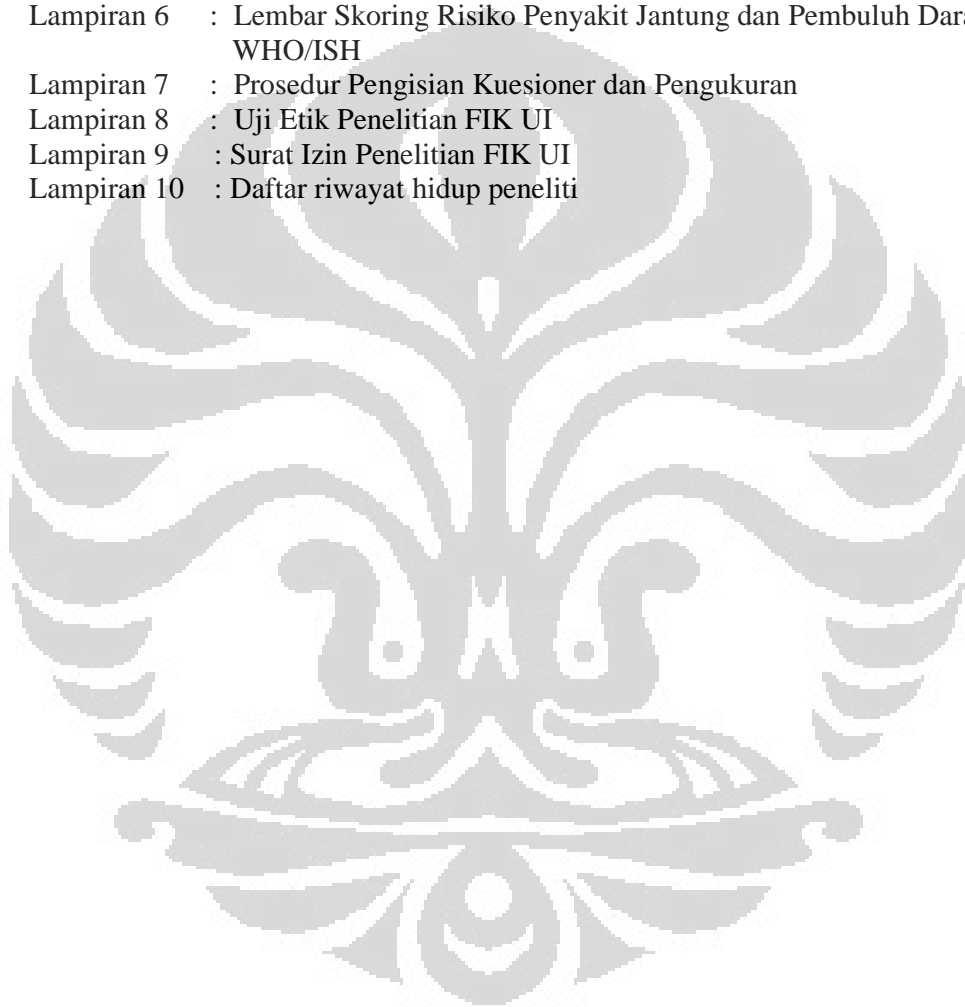 Lampiran 6 : Lembar Skoring Risiko Penyakit Jantung dan Pembuluh
WHO/ISH
Lampiran 7 : Prosedur Pengisian Kuesioner dan Pengukuran
Lampiran 8 : Uji Etik Penelitian FIK UI
Lampiran 9 : Surat Izin Penelitian FIK UI
Lampiran 10 : Daftar riwayat hidup peneliti